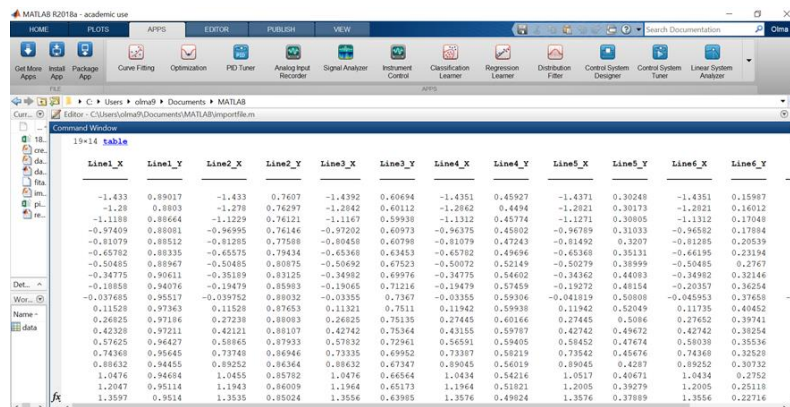 MATLAB R2018a - academic use
HOME PLOTS APPS EDITOR PUBLISH VIEW Search Documentation Olma
Get More Apps
Install App
Package App
Curve Fitting
Optimization
PID Tuner
Analog Input Recorder
Signal Analyzer
Instrument Control
Classification Learner
Regression Learner
Distribution Fitter
Control System Designer
Control System Tuner
Linear System Analyzer
FILE APPS
C: Users olma9 Documents MATLAB
Curr... Editor - C:\Users\olma9\Documents\MATLAB\importfile.m
Command Window
18...
cre...
da...
da...
fita...
im...
pi...
re...
Det...
Wor...
Name
data
19×14 table
Line1_X Line1_Y Line2_X Line2_Y Line3_X Line3_Y Line4_X Line4_Y Line5_X Line5_Y Line6_X Line6_Y
-1.433 0.89017 -1.433 0.7607 -1.4392 0.60694 -1.4351 0.45927 -1.4371 0.30248 -1.4351 0.15987
-1.28 0.8803 -1.278 0.76297 -1.2842 0.60112 -1.2862 0.4494 -1.2821 0.30173 -1.2821 0.16012
-1.1188 0.88664 -1.1229 0.76121 -1.1167 0.59938 -1.1312 0.45774 -1.1271 0.30805 -1.1312 0.17048
-0.97409 0.88081 -0.96995 0.76146 -0.97202 0.60973 -0.96375 0.45802 -0.96789 0.31033 -0.96582 0.17884
-0.81079 0.88512 -0.81285 0.77588 -0.80458 0.60798 -0.81079 0.47243 -0.81492 0.3207 -0.81285 0.20539
-0.65782 0.88335 -0.65575 0.79434 -0.65368 0.63453 -0.65782 0.49696 -0.65368 0.35131 -0.66195 0.23194
-0.50485 0.88967 -0.50485 0.80875 -0.50692 0.67523 -0.50072 0.52149 -0.50279 0.38999 -0.50485 0.2767
-0.34775 0.90611 -0.35189 0.83125 -0.34982 0.69976 -0.34775 0.54602 -0.34362 0.44083 -0.34982 0.32146
-0.18858 0.94076 -0.19479 0.85983 -0.19065 0.71216 -0.19479 0.57459 -0.19272 0.48154 -0.20357 0.36254
-0.037685 0.95517 -0.039752 0.88032 -0.03355 0.7367 -0.03355 0.59306 -0.041819 0.50808 -0.045953 0.37658
0.11528 0.97363 0.11528 0.87653 0.11321 0.7511 0.11942 0.59938 0.11942 0.52049 0.11735 0.40452
0.26825 0.97186 0.27238 0.88083 0.26825 0.75135 0.27445 0.60166 0.27445 0.5086 0.27652 0.39741
0.42328 0.97211 0.42121 0.88107 0.42742 0.75364 0.43155 0.59787 0.42742 0.49672 0.42742 0.38254
0.57625 0.96427 0.58865 0.87933 0.57832 0.72961 0.56591 0.59405 0.58452 0.47674 0.58038 0.35536
0.74368 0.95645 0.73748 0.86946 0.73335 0.69952 0.73387 0.58219 0.73542 0.45676 0.74368 0.32528
0.88632 0.94455 0.89252 0.86364 0.88632 0.67347 0.89045 0.56019 0.89045 0.4287 0.89252 0.30732
1.0476 0.94684 1.0455 0.85782 1.0476 0.66564 1.0434 0.54216 1.0517 0.40671 1.0434 0.2752
1.2047 0.95114 1.1943 0.86009 1.1964 0.65173 1.1964 0.51821 1.2005 0.39279 1.2005 0.25118
1.3597 0.9514 1.3535 0.85024 1.3556 0.63985 1.3576 0.49824 1.3576 0.37889 1.3556 0.22716
fx